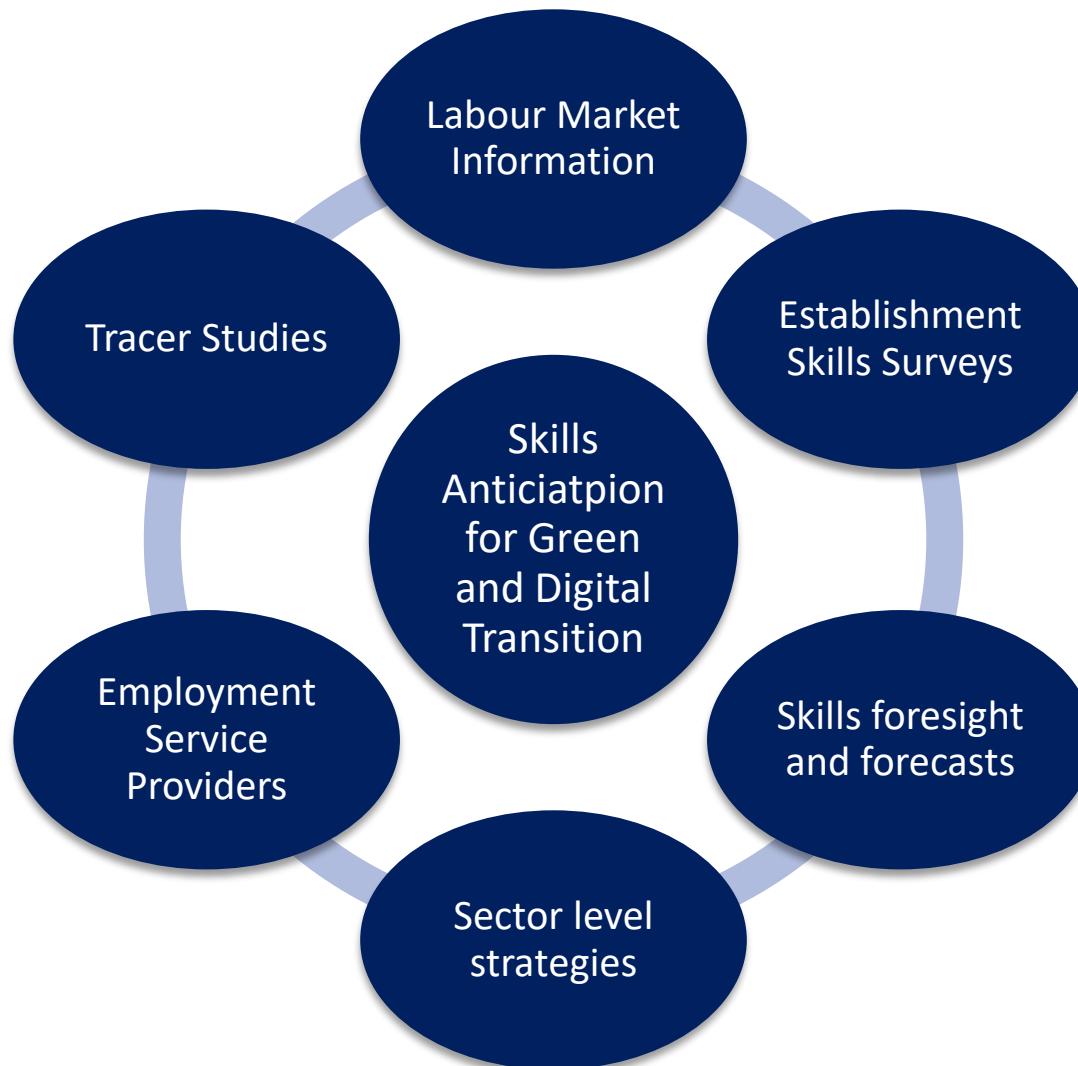 Labour Market
Information
Establishment
Skills Surveys
Skills foresight
and forecasts
Sector level
strategies
Employment
Service
Providers
Tracer Studies
Skills
Anticiatpion
for Green
and Digital
Transition